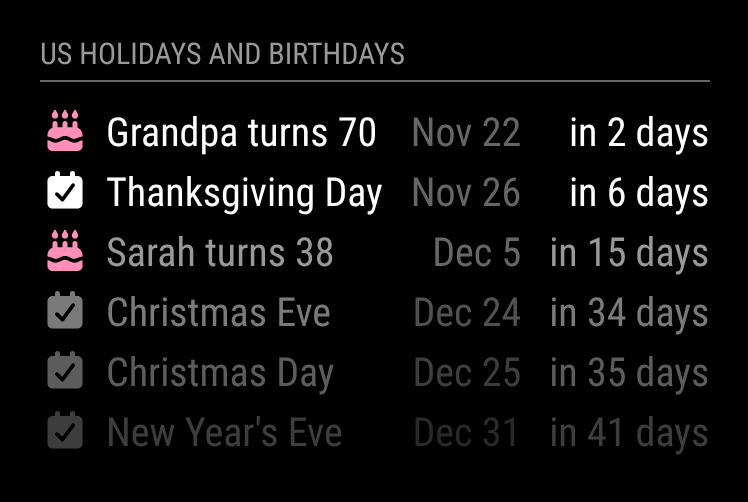 US HOLIDAYS AND BIRTHDAYS
Grandpa turns 70 Nov 22 in 2 days
Thanksgiving Day Nov 26 in 6 days
Sarah turns 38 Dec 5 in 15 days
Christmas Eve Dec 24 in 34 days
Christmas Day Dec 25 in 35 days
New Year's Eve Dec 31 in 41 days